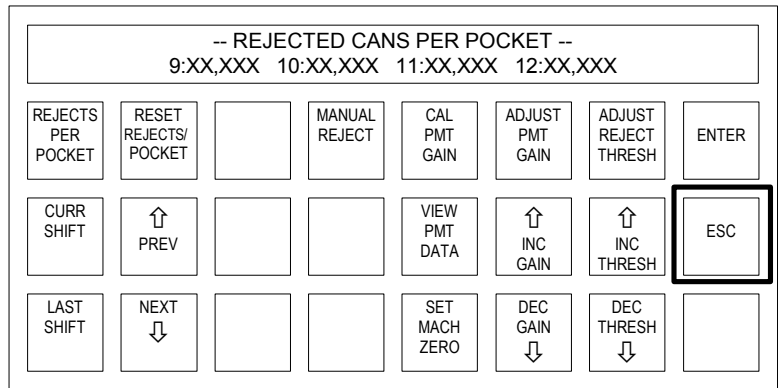 -- REJECTED CANS PER POCKET --
9:XX,XXX 10:XX,XXX 11:XX,XXX 12:XX,XXX
REJECTS
PER
POCKET
RESET
REJECTS/
POCKET
MANUAL
REJECT
CAL
PMT
GAIN
ADJUST
PMT
GAIN
ADJUST
REJECT
THRESH
ENTER
CURR
SHIFT
⇧
PREV
VIEW
PMT
DATA
⇧
INC
GAIN
⇧
INC
THRESH
ESC
LAST
SHIFT
NEXT
⇩
SET
MACH
ZERO
DEC
GAIN
⇩
DEC
THRESH
⇩